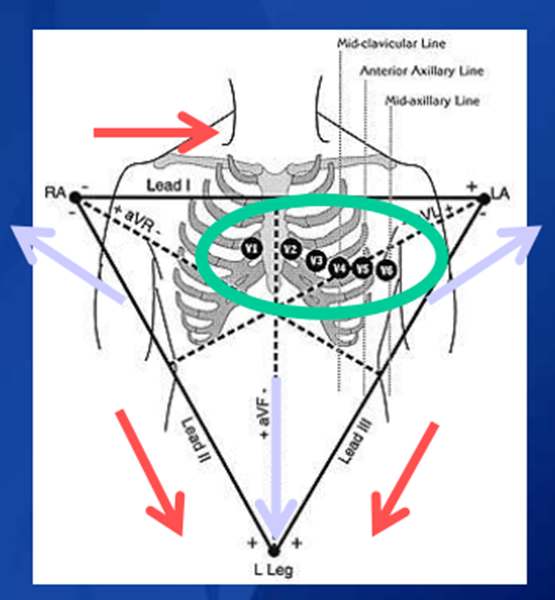 Mid-clavicular Line
Anterior Axillary Line
Mid-axillary Line
RA - Lead I + LA
- -
+ aVR -
VL +
V1 V2 V3 V4 V5 V6
+ aVF -
Lead II
Lead III
+ +
L Leg